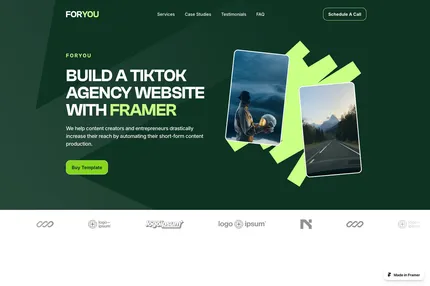 FORYOU
Services
Case Studies
Testimonials
FAQ
Schedule A Call
FORYOU
BUILD A TIKTOK
AGENCY WEBSITE
WITH FRAMER
We help content creators and entrepreneurs drastically
increase their reach by automating their short-form content
production.
Buy Template
logo ipsum
logoipsum
logo ipsum
logo ipsum
Made in Framer